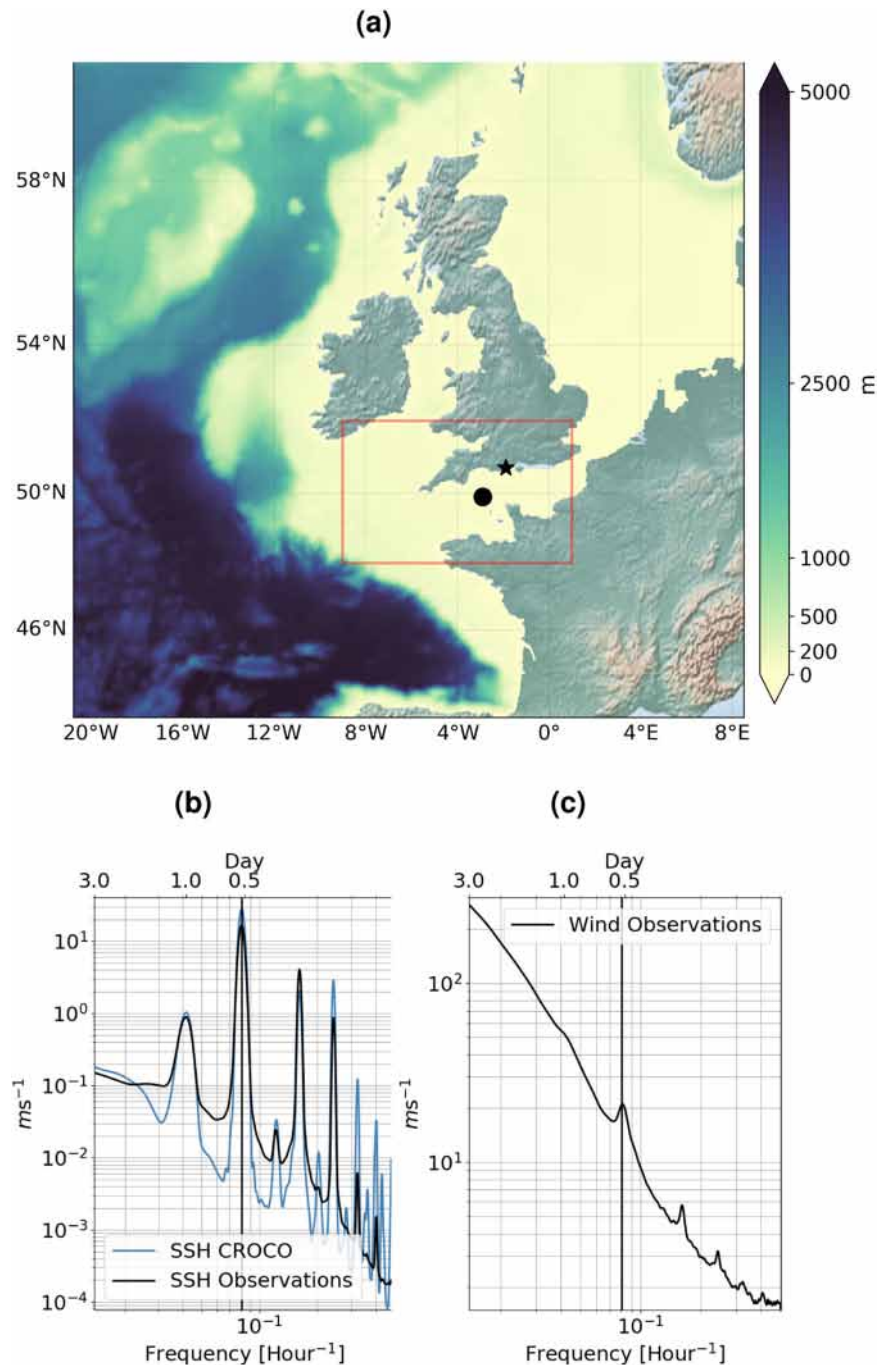 (a)
58°N
54°N
50°N
46°N
20°W 16°W 12°W 8°W 4°W 0° 4°E 8°E
5000
2500
1000
500
200
0
m
(b)
Day
3.0 1.0 0.5
10¹
10⁰
10⁻¹
10⁻²
10⁻³
10⁻⁴
ms⁻¹
SSH CROCO
SSH Observations
10⁻¹
Frequency [Hour⁻¹]
(c)
Day
3.0 1.0 0.5
Wind Observations
10²
10¹
ms⁻¹
10⁻¹
Frequency [Hour⁻¹]